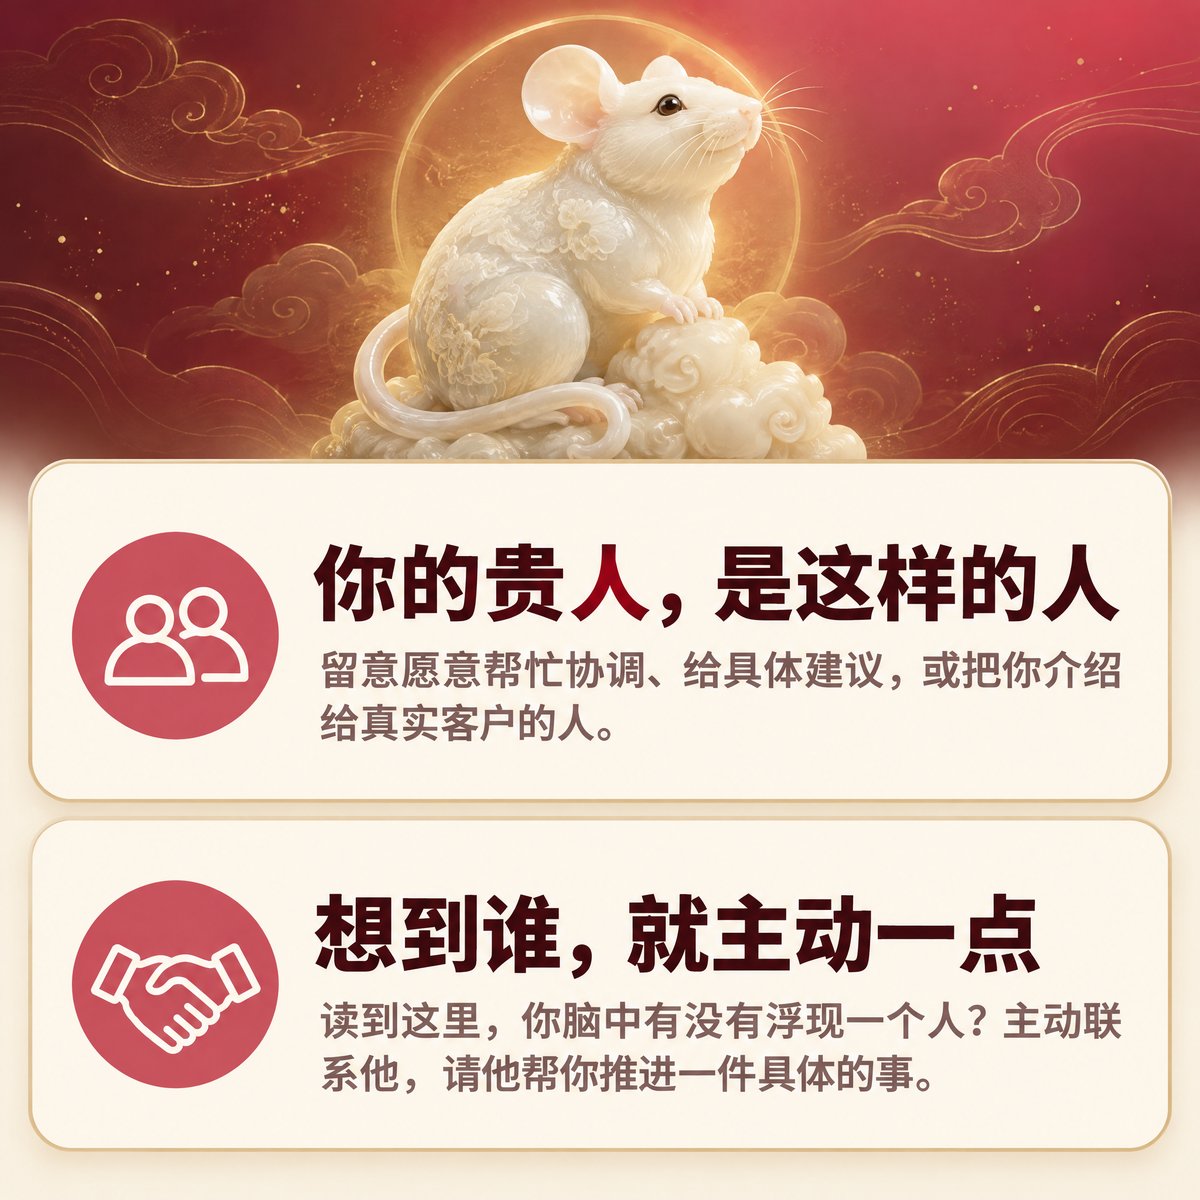 你的贵人，是这样的人
留意愿意帮忙协调、给具体建议，或把你介绍
给真实客户的人。
想到谁，就主动一点
读到这里，你脑中有没有浮现一个人？主动联
系他，请他帮你推进一件具体的事。